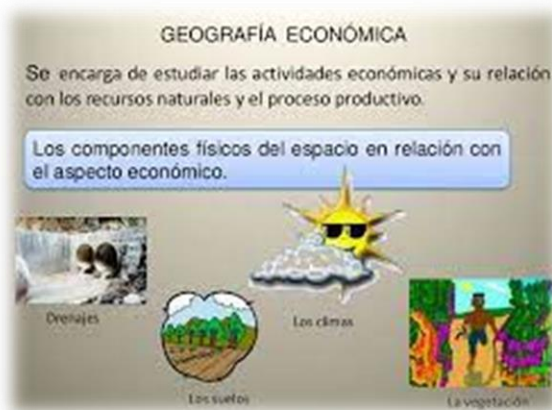 GEOGRAFÍA ECONÓMICA
Se encarga de estudiar las actividades económicas y su relación
con los recursos naturales y el proceso productivo.
Los componentes físicos del espacio en relación con
el aspecto económico.
Drenajes
Los climas
Los suelos
La vegetación